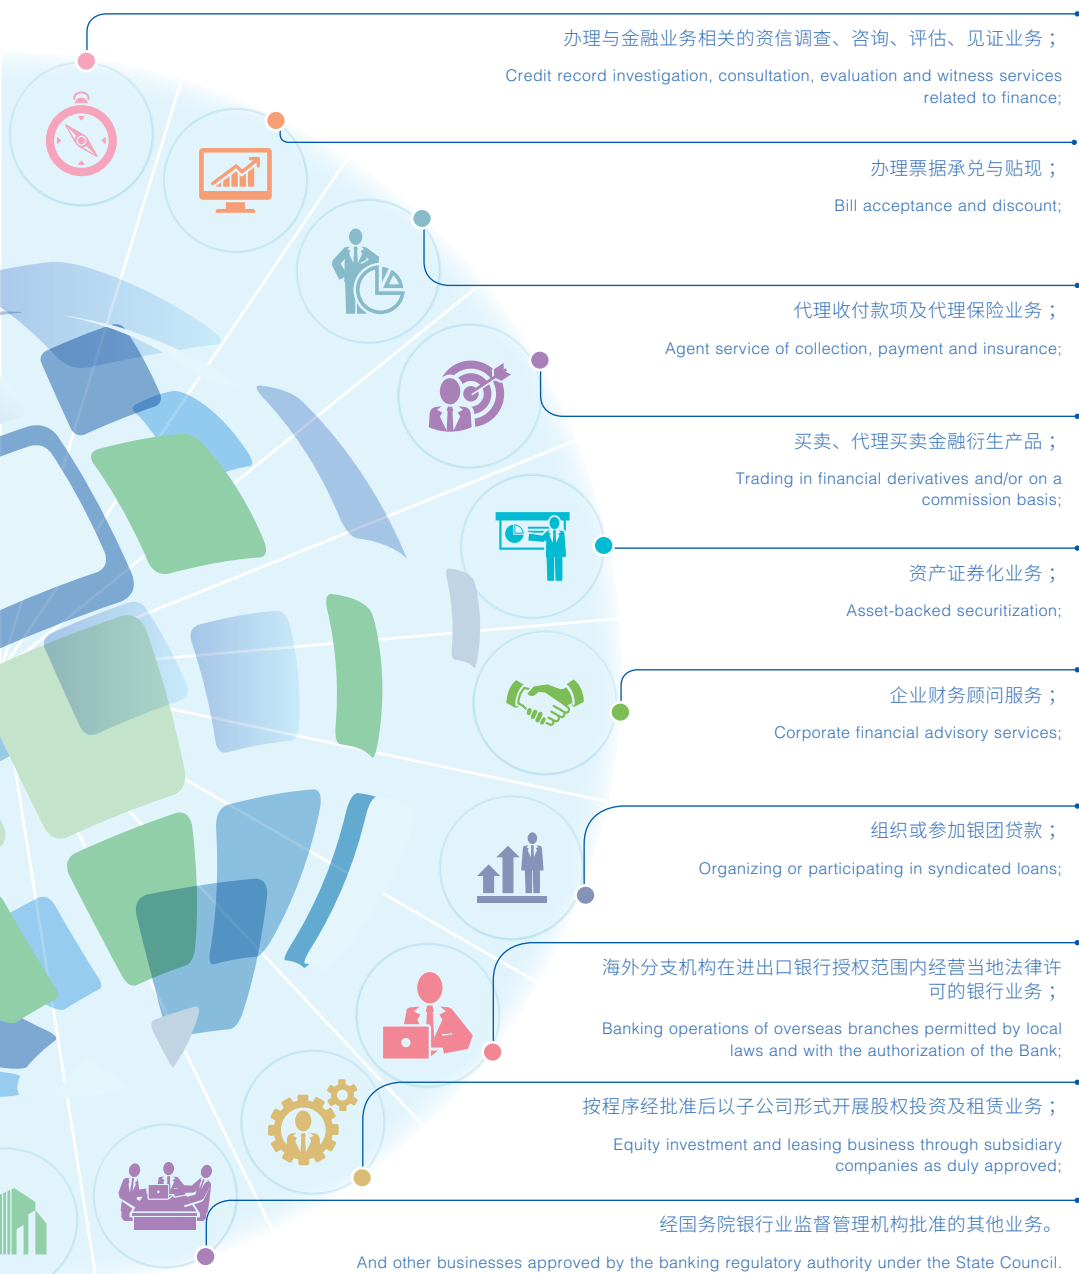 办理与金融业务相关的资信调查、咨询、评估、见证业务；
Credit record investigation, consultation, evaluation and witness services
related to finance;
办理票据承兑与贴现；
Bill acceptance and discount;
代理收付款项及代理保险业务；
Agent service of collection, payment and insurance;
买卖、代理买卖金融衍生产品；
Trading in financial derivatives and/or on a
commission basis;
资产证券化业务；
Asset-backed securitization;
企业财务顾问服务；
Corporate financial advisory services;
组织或参加银团贷款；
Organizing or participating in syndicated loans;
海外分支机构在进出口银行授权范围内经营当地法律许
可的银行业务；
Banking operations of overseas branches permitted by local
laws and with the authorization of the Bank;
按程序经批准后以子公司形式开展股权投资及租赁业务；
Equity investment and leasing business through subsidiary
companies as duly approved;
经国务院银行业监督管理机构批准的其他业务。
And other businesses approved by the banking regulatory authority under the State Council.